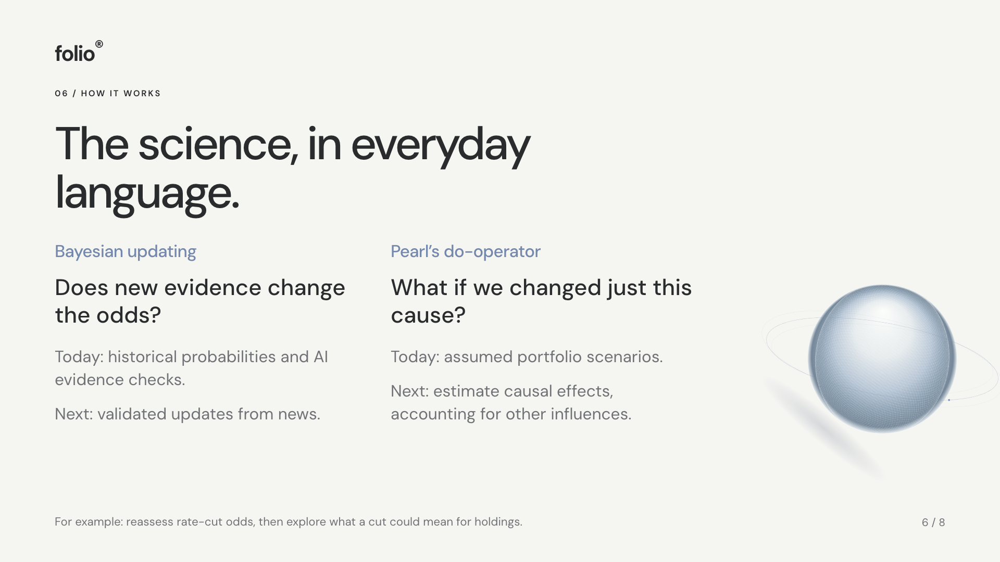 folio®
06 / HOW IT WORKS
The science, in everyday
language.
Bayesian updating
Does new evidence change
the odds?
Today: historical probabilities and AI
evidence checks.
Next: validated updates from news.
Pearl’s do-operator
What if we changed just this
cause?
Today: assumed portfolio scenarios.
Next: estimate causal effects,
accounting for other influences.
For example: reassess rate-cut odds, then explore what a cut could mean for holdings.
6 / 8